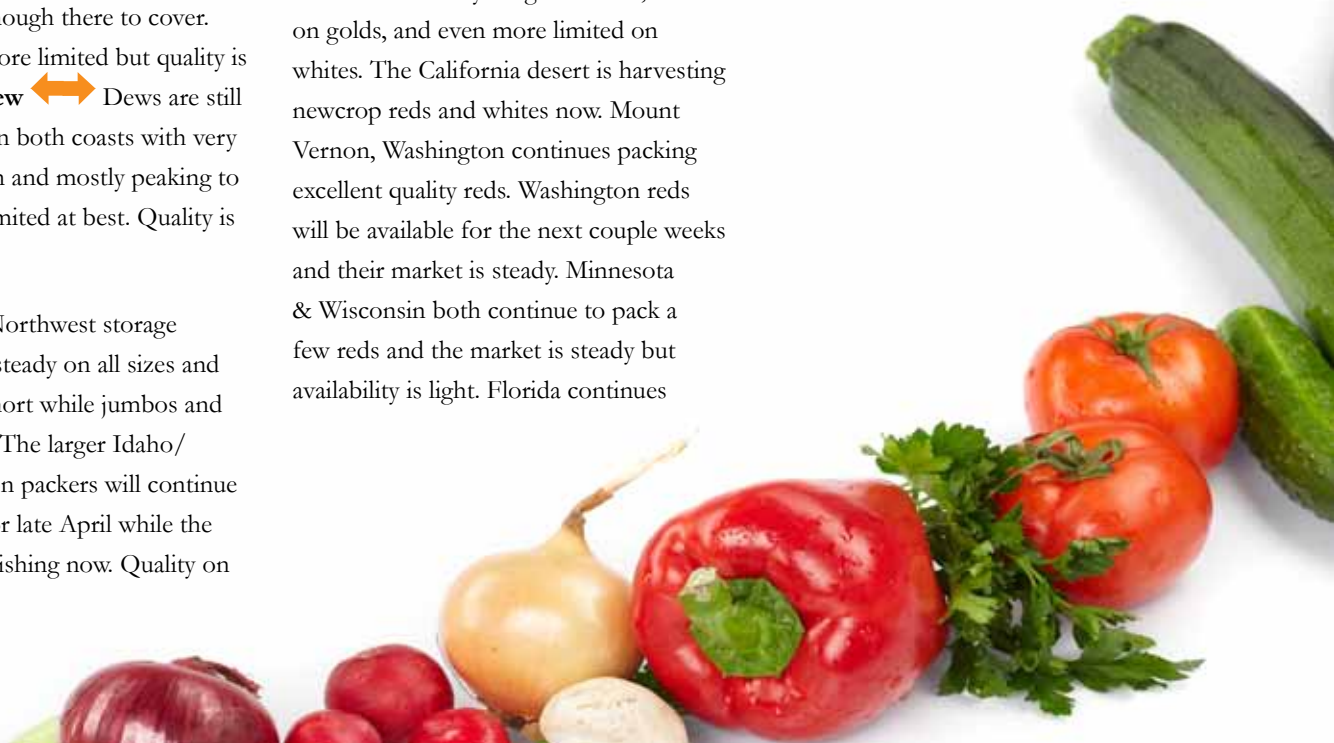 ough there to cover.
ore limited but quality is
ew Dews are still
n both coasts with very
n and mostly peaking to
mited at best. Quality is
Northwest storage
steady on all sizes and
hort while jumbos and
The larger Idaho/
n packers will continue
r late April while the
ishing now. Quality on
on golds, and even more limited on
whites. The California desert is harvesting
newcrop reds and whites now. Mount
Vernon, Washington continues packing
excellent quality reds. Washington reds
will be available for the next couple weeks
and their market is steady. Minnesota
& Wisconsin both continue to pack a
few reds and the market is steady but
availability is light. Florida continues